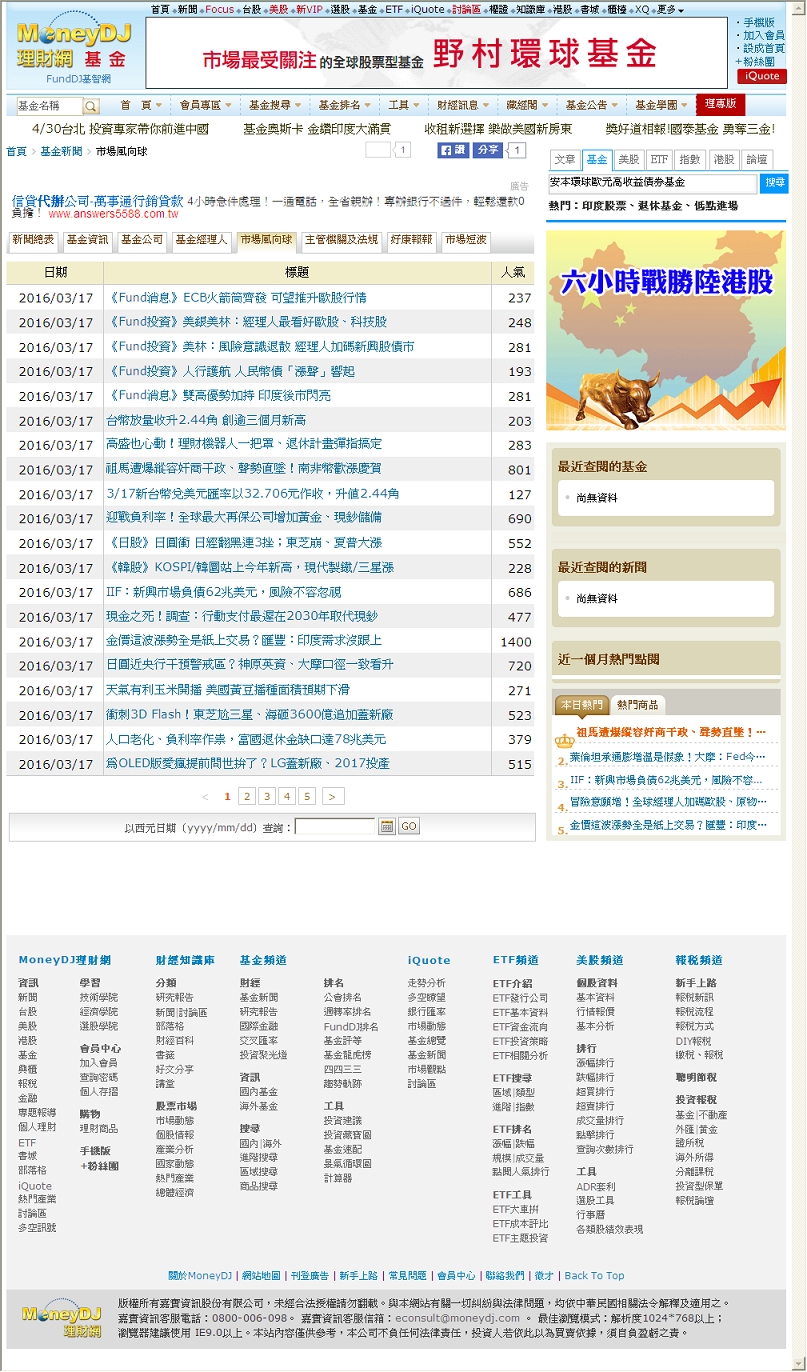 首頁 新聞 Focus 台股 美股 新VIP 選股 基金 ETF iQuote 討論區 權證 知識庫 港股 書城 櫃檯 XQ 更多
MoneyDJ
理財網 基金
FundDJ基智網
市場最受關注 的全球股票型基金 野村環球基金
手機版
加入會員
設成首頁
+粉絲團
iQuote
基金名稱 首 頁 會員專區 基金搜尋 基金排名 工具 財經訊息 藏經閣 基金公告 基金學園 理專版
4/30台北 投資專家帶你前進中國 基金奧斯卡 金鑽印度大滿貫 收租新選擇 樂做美國新房東 獎好道相報!國泰基金 勇奪三金!
首頁 › 基金新聞 › 市場風向球
1 讚 分享 1
文章 基金 美股 ETF 指數 港股 論壇
安本環球歐元高收益債券基金 搜尋
熱門：印度股票、退休基金、低點進場
廣告
信貸代辦公司-萬事通行銷貸款 4小時急件處理！一通電話，全省親辦！專辦銀行不過件，輕鬆還款0
負擔！ www.answers5588.com.tw
新聞總表 基金資訊 基金公司 基金經理人 市場風向球 主管機關及法規 好康報報 市場短波
六小時戰勝陸港股
日期 標題 人氣
2016/03/17 《Fund消息》ECB火箭筒齊發 可望推升歐股行情 237
2016/03/17 《Fund投資》美銀美林：經理人最看好歐股、科技股 248
2016/03/17 《Fund投資》美林：風險意識退散 經理人加碼新興股債市 281
2016/03/17 《Fund投資》人行護航 人民幣債「漲聲」響起 193
2016/03/17 《Fund消息》雙高優勢加持 印度後市閃亮 281
2016/03/17 台幣放量收升2.44角 創逾三個月新高 203
2016/03/17 高盛也心動！理財機器人一把罩、退休計畫彈指搞定 283
2016/03/17 祖馬遭爆縱容奸商干政、聲勢直墜！南非幣歡漲慶賀 801
2016/03/17 3/17新台幣兌美元匯率以32.706元作收，升值2.44角 127
2016/03/17 迎戰負利率！全球最大再保公司增加黃金、現鈔儲備 690
2016/03/17 《日股》日圓衝 日經翻黑連3挫；東芝崩、夏普大漲 552
2016/03/17 《韓股》KOSPI/韓圜站上今年新高，現代製鐵/三星漲 228
2016/03/17 IIF：新興市場負債62兆美元，風險不容忽視 686
2016/03/17 現金之死！調查：行動支付最遲在2030年取代現鈔 477
2016/03/17 金價這波漲勢全是紙上交易？匯豐：印度需求沒跟上 1400
2016/03/17 日圓近央行干預警戒區？神原英資、大摩口徑一致看升 720
2016/03/17 天氣有利玉米開播 美國黃豆播種面積預期下滑 271
2016/03/17 衝刺3D Flash！東芝尬三星、海砸3600億追加蓋新廠 523
2016/03/17 人口老化、負利率作祟，富國退休金缺口達78兆美元 379
2016/03/17 為OLED版愛瘋提前問世拚了？LG蓋新廠、2017投產 515
< 1 2 3 4 5 >
以西元日期（yyyy/mm/dd）查詢： GO
最近查閱的基金
尚無資料
最近查閱的新聞
尚無資料
近一個月熱門點閱
本日熱門 熱門商品
祖馬遭爆縱容奸商干政、聲勢直墜！…
2. 葉倫坦承通膨增溫是假象！大摩：Fed今…
3. IIF：新興市場負債62兆美元，風險不容…
4. 冒險意願增！全球經理人加碼歐股、原物…
5. 金價這波漲勢全是紙上交易？匯豐：印度…
MoneyDJ理財網
資訊
新聞
台股
美股
港股
基金
興櫃
報稅
金融
專題報導
個人理財
ETF
書城
部落格
iQuote
熱門產業
討論區
多空訊號
學習
技術學院
經濟學院
選股學院
會員中心
加入會員
查詢密碼
個人存摺
購物
理財商品
手機版
+粉絲團
財經知識庫
分類
研究報告
新聞|討論區
部落格
財經百科
書籤
好文分享
講堂
股票市場
市場動態
個股情報
產業分析
國家動態
熱門產業
總體經濟
基金頻道
財經
基金新聞
研究報告
國際金融
交叉匯率
投資聚光燈
資訊
國內基金
海外基金
搜尋
國內|海外
進階搜尋
區域搜尋
商品搜尋
排名
公會排名
週轉率排名
FundDJ排名
基金評等
基金龍虎榜
四四三三
趨勢軌跡
工具
投資建議
投資藏寶圖
基金速配
景氣循環圖
計算器
iQuote
走勢分析
多空瞭望
銀行匯率
市場動態
基金總覽
基金新聞
市場觀點
討論區
ETF頻道
ETF介紹
ETF發行公司
ETF基本資料
ETF資金流向
ETF投資策略
ETF相關分析
ETF搜尋
區域|類型
進階|指數
ETF排名
漲幅|跌幅
規模|成交量
點閱人氣排行
ETF工具
ETF大車拚
ETF成本評比
ETF主題投資
美股頻道
個股資料
基本資料
行情報價
基本分析
排行
漲幅排行
跌幅排行
超買排行
超賣排行
成交量排行
點擊排行
查詢次數排行
工具
ADR套利
選股工具
行事曆
各類股績效表現
報稅頻道
新手上路
報稅新訊
報稅流程
報稅方式
DIY報稅
繳稅、報稅
聰明節稅
投資報稅
基金|不動產
外匯|黃金
證所稅
海外所得
分離課稅
投資型保單
報稅論壇
關於MoneyDJ | 網站地圖 | 刊登廣告 | 新手上路 | 常見問題 | 會員中心 | 聯絡我們 | 徵才 | Back To Top
MoneyDJ
理財網
版權所有嘉實資訊股份有限公司，未經合法授權請勿翻載。與本網站有關一切糾紛與法律問題，均依中華民國相關法令解釋及適用之。
嘉實資訊客服電話：0800-006-098。 嘉實資訊客服信箱：econsult@moneydj.com 。 最佳瀏覽模式：解析度1024*768以上；
瀏覽器建議使用 IE9.0以上。本站內容僅供參考，本公司不負任何法律責任，投資人若依此以為買賣依據，須自負盈虧之責。